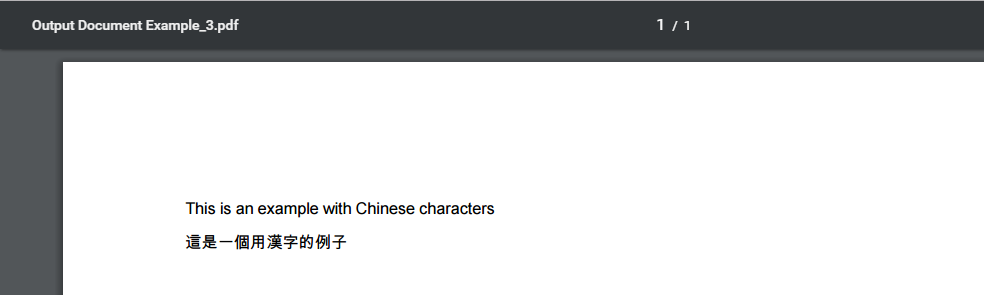 Output Document Example_3.pdf
1 / 1
This is an example with Chinese characters
這是一個用漢字的例子